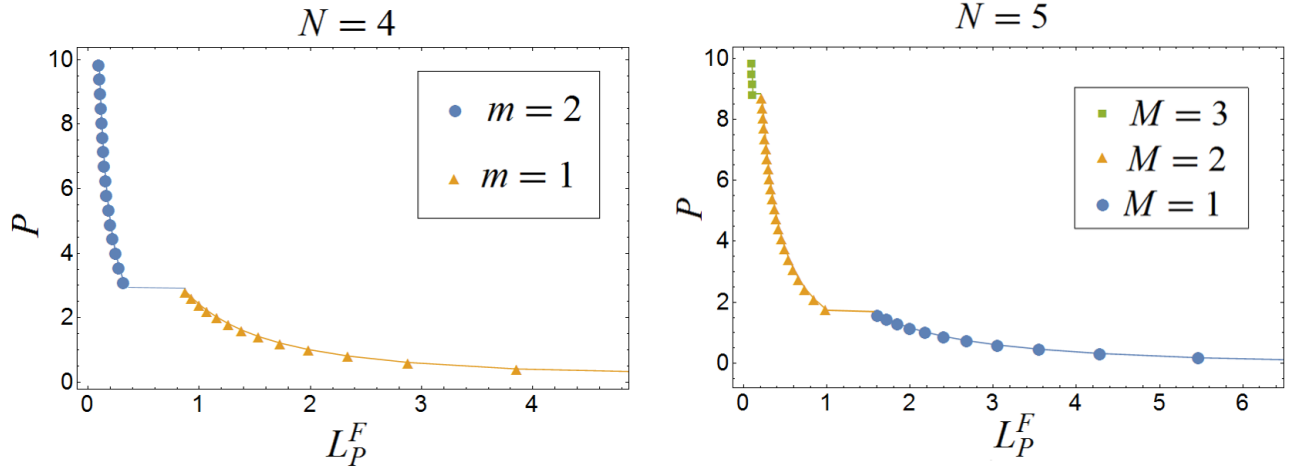 N = 4
P
10
8
6
4
2
0
m = 2
m = 1
0 1 2 3 4
L_P^F
N = 5
P
10
8
6
4
2
0
M = 3
M = 2
M = 1
0 1 2 3 4 5 6
L_P^F